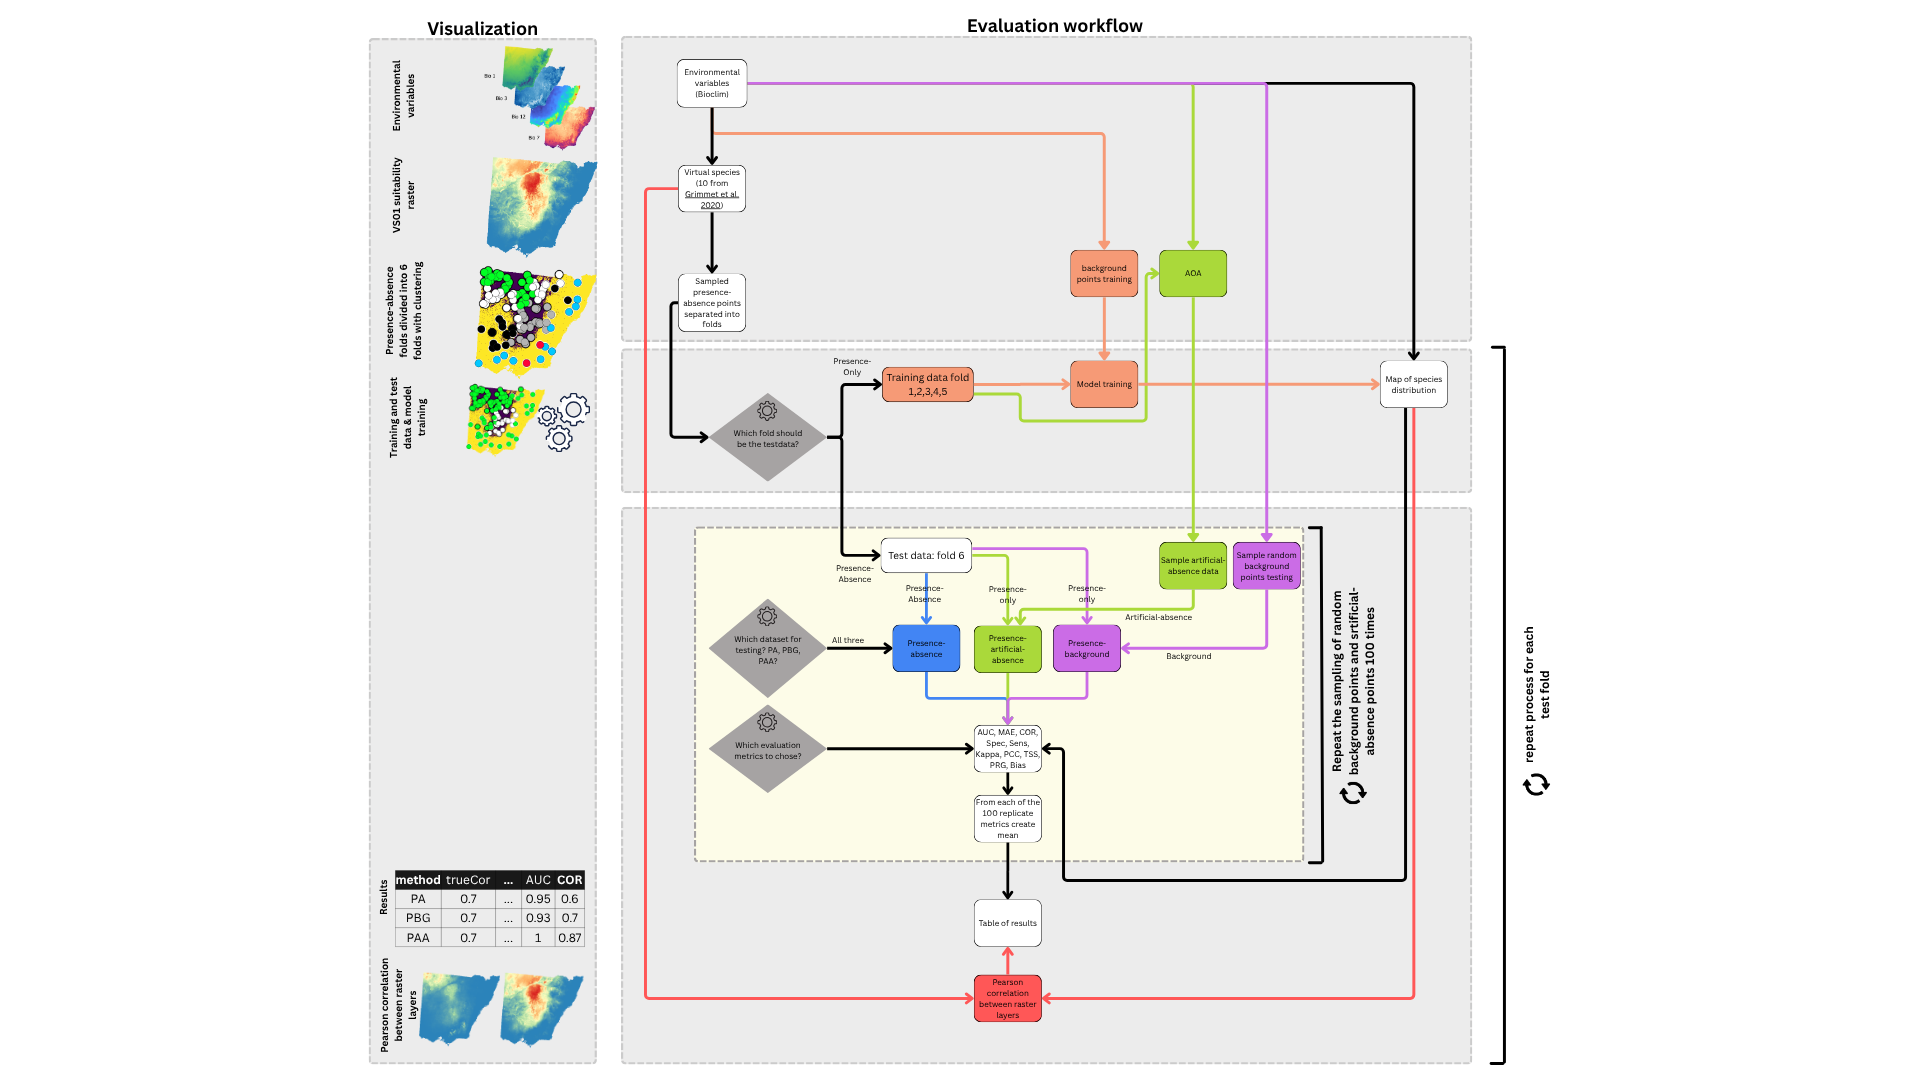 Visualization
Environmental
variables
Bio 1
Bio 3
Bio 12
Bio 7
VS01 suitability
raster
Presence-absence
folds divided into 6
folds with clustering
Training and test
data & model
training
Results
method trueCor ... AUC COR
PA 0.7 ... 0.95 0.6
PBG 0.7 ... 0.93 0.7
PAA 0.7 ... 1 0.87
Pearson correlation
between raster
layers
Evaluation workflow
Environmental
variables
(Bioclim)
Virtual species
(10 from
Grimmet et al.
2020)
Sampled
presence-
absence points
separated into
folds
background
points training
AOA
Presence-
Only
Training data fold
1,2,3,4,5
Model training
Map of species
distribution
Which fold should
be the testdata?
Presence-
Absence
Test data: fold 6
Presence-
Absence
Presence-
only
Presence-
only
Sample artificial-
absence data
Sample random
background
points testing
Artificial-absence
Which dataset for
testing? PA, PBG,
PAA?
All three
Presence-
absence
Presence-
artificial-
absence
Presence-
background
Background
Which evaluation
metrics to chose?
AUC, MAE, COR,
Spec, Sens,
Kappa, PCC, TSS,
PRG, Bias
From each of the
100 replicate
metrics create
mean
Table of results
Pearson
correlation
between raster
layers
Repeat the sampling of random
background points and srtificial-
absence points 100 times
repeat process for each
test fold